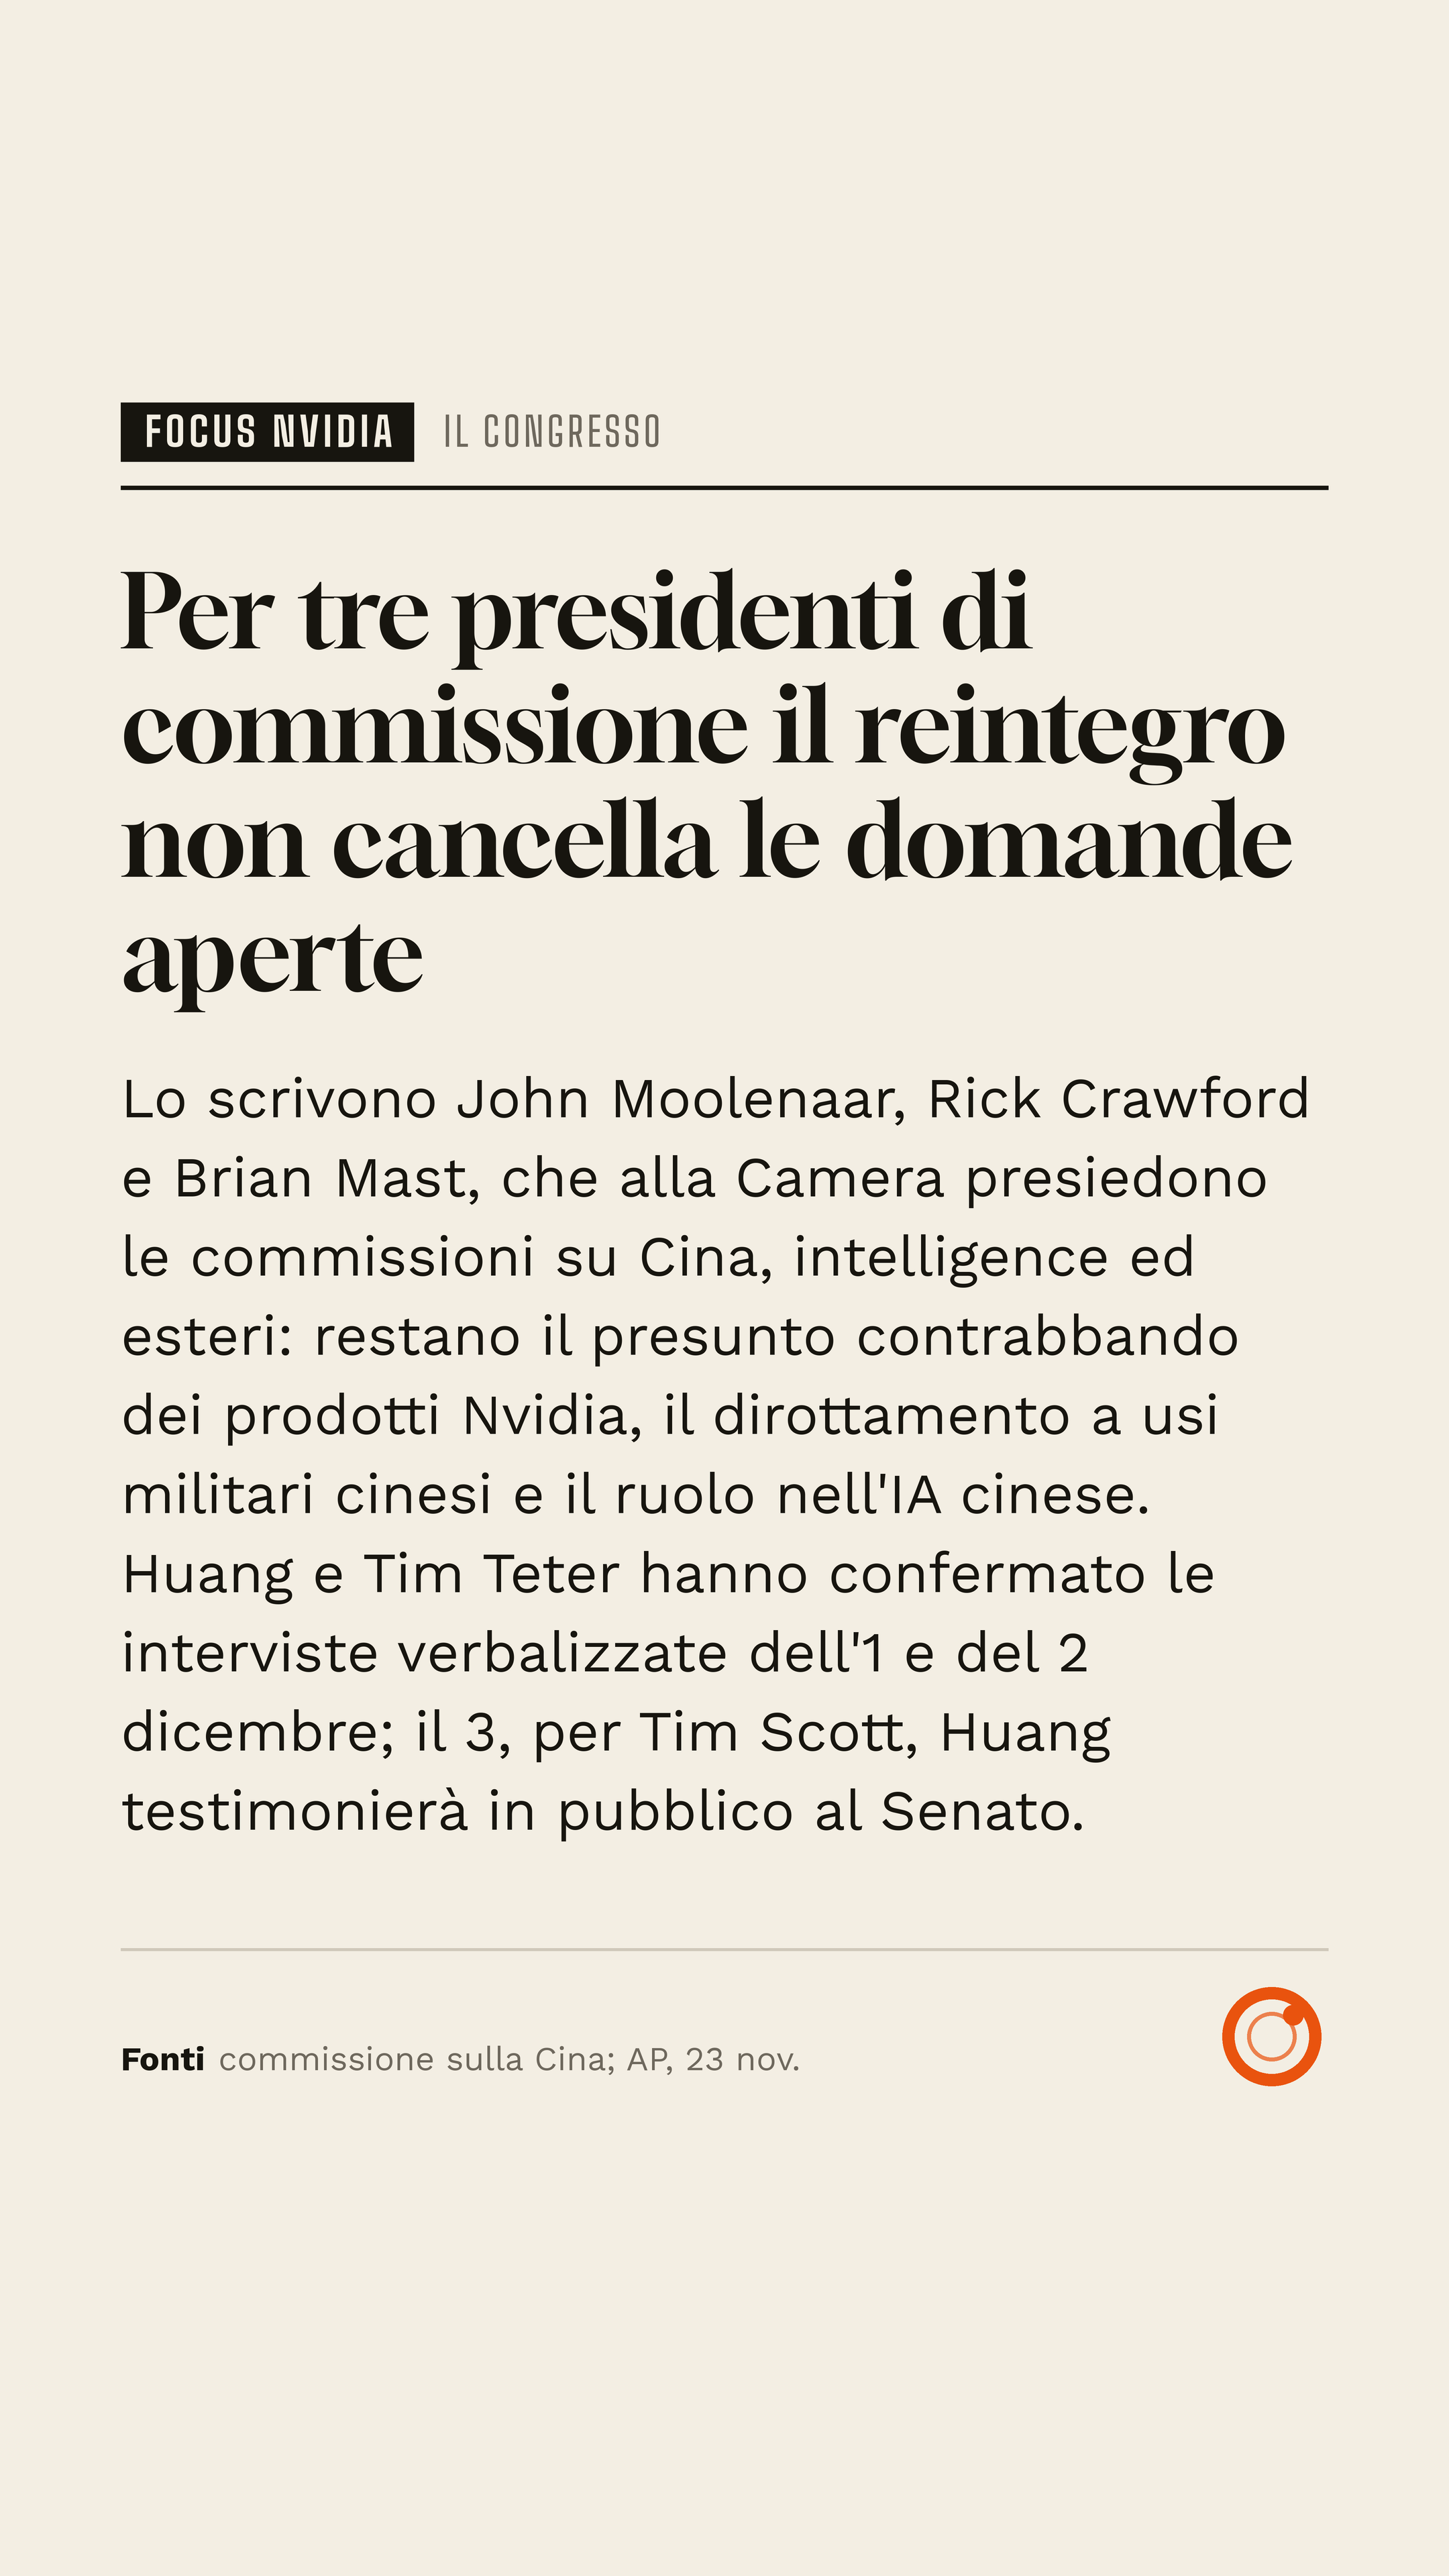 FOCUS NVIDIA IL CONGRESSO
Per tre presidenti di
commissione il reintegro
non cancella le domande
aperte
Lo scrivono John Moolenaar, Rick Crawford
e Brian Mast, che alla Camera presiedono
le commissioni su Cina, intelligence ed
esteri: restano il presunto contrabbando
dei prodotti Nvidia, il dirottamento a usi
militari cinesi e il ruolo nell'IA cinese.
Huang e Tim Teter hanno confermato le
interviste verbalizzate dell'1 e del 2
dicembre; il 3, per Tim Scott, Huang
testimonierà in pubblico al Senato.
Fonti commissione sulla Cina; AP, 23 nov.